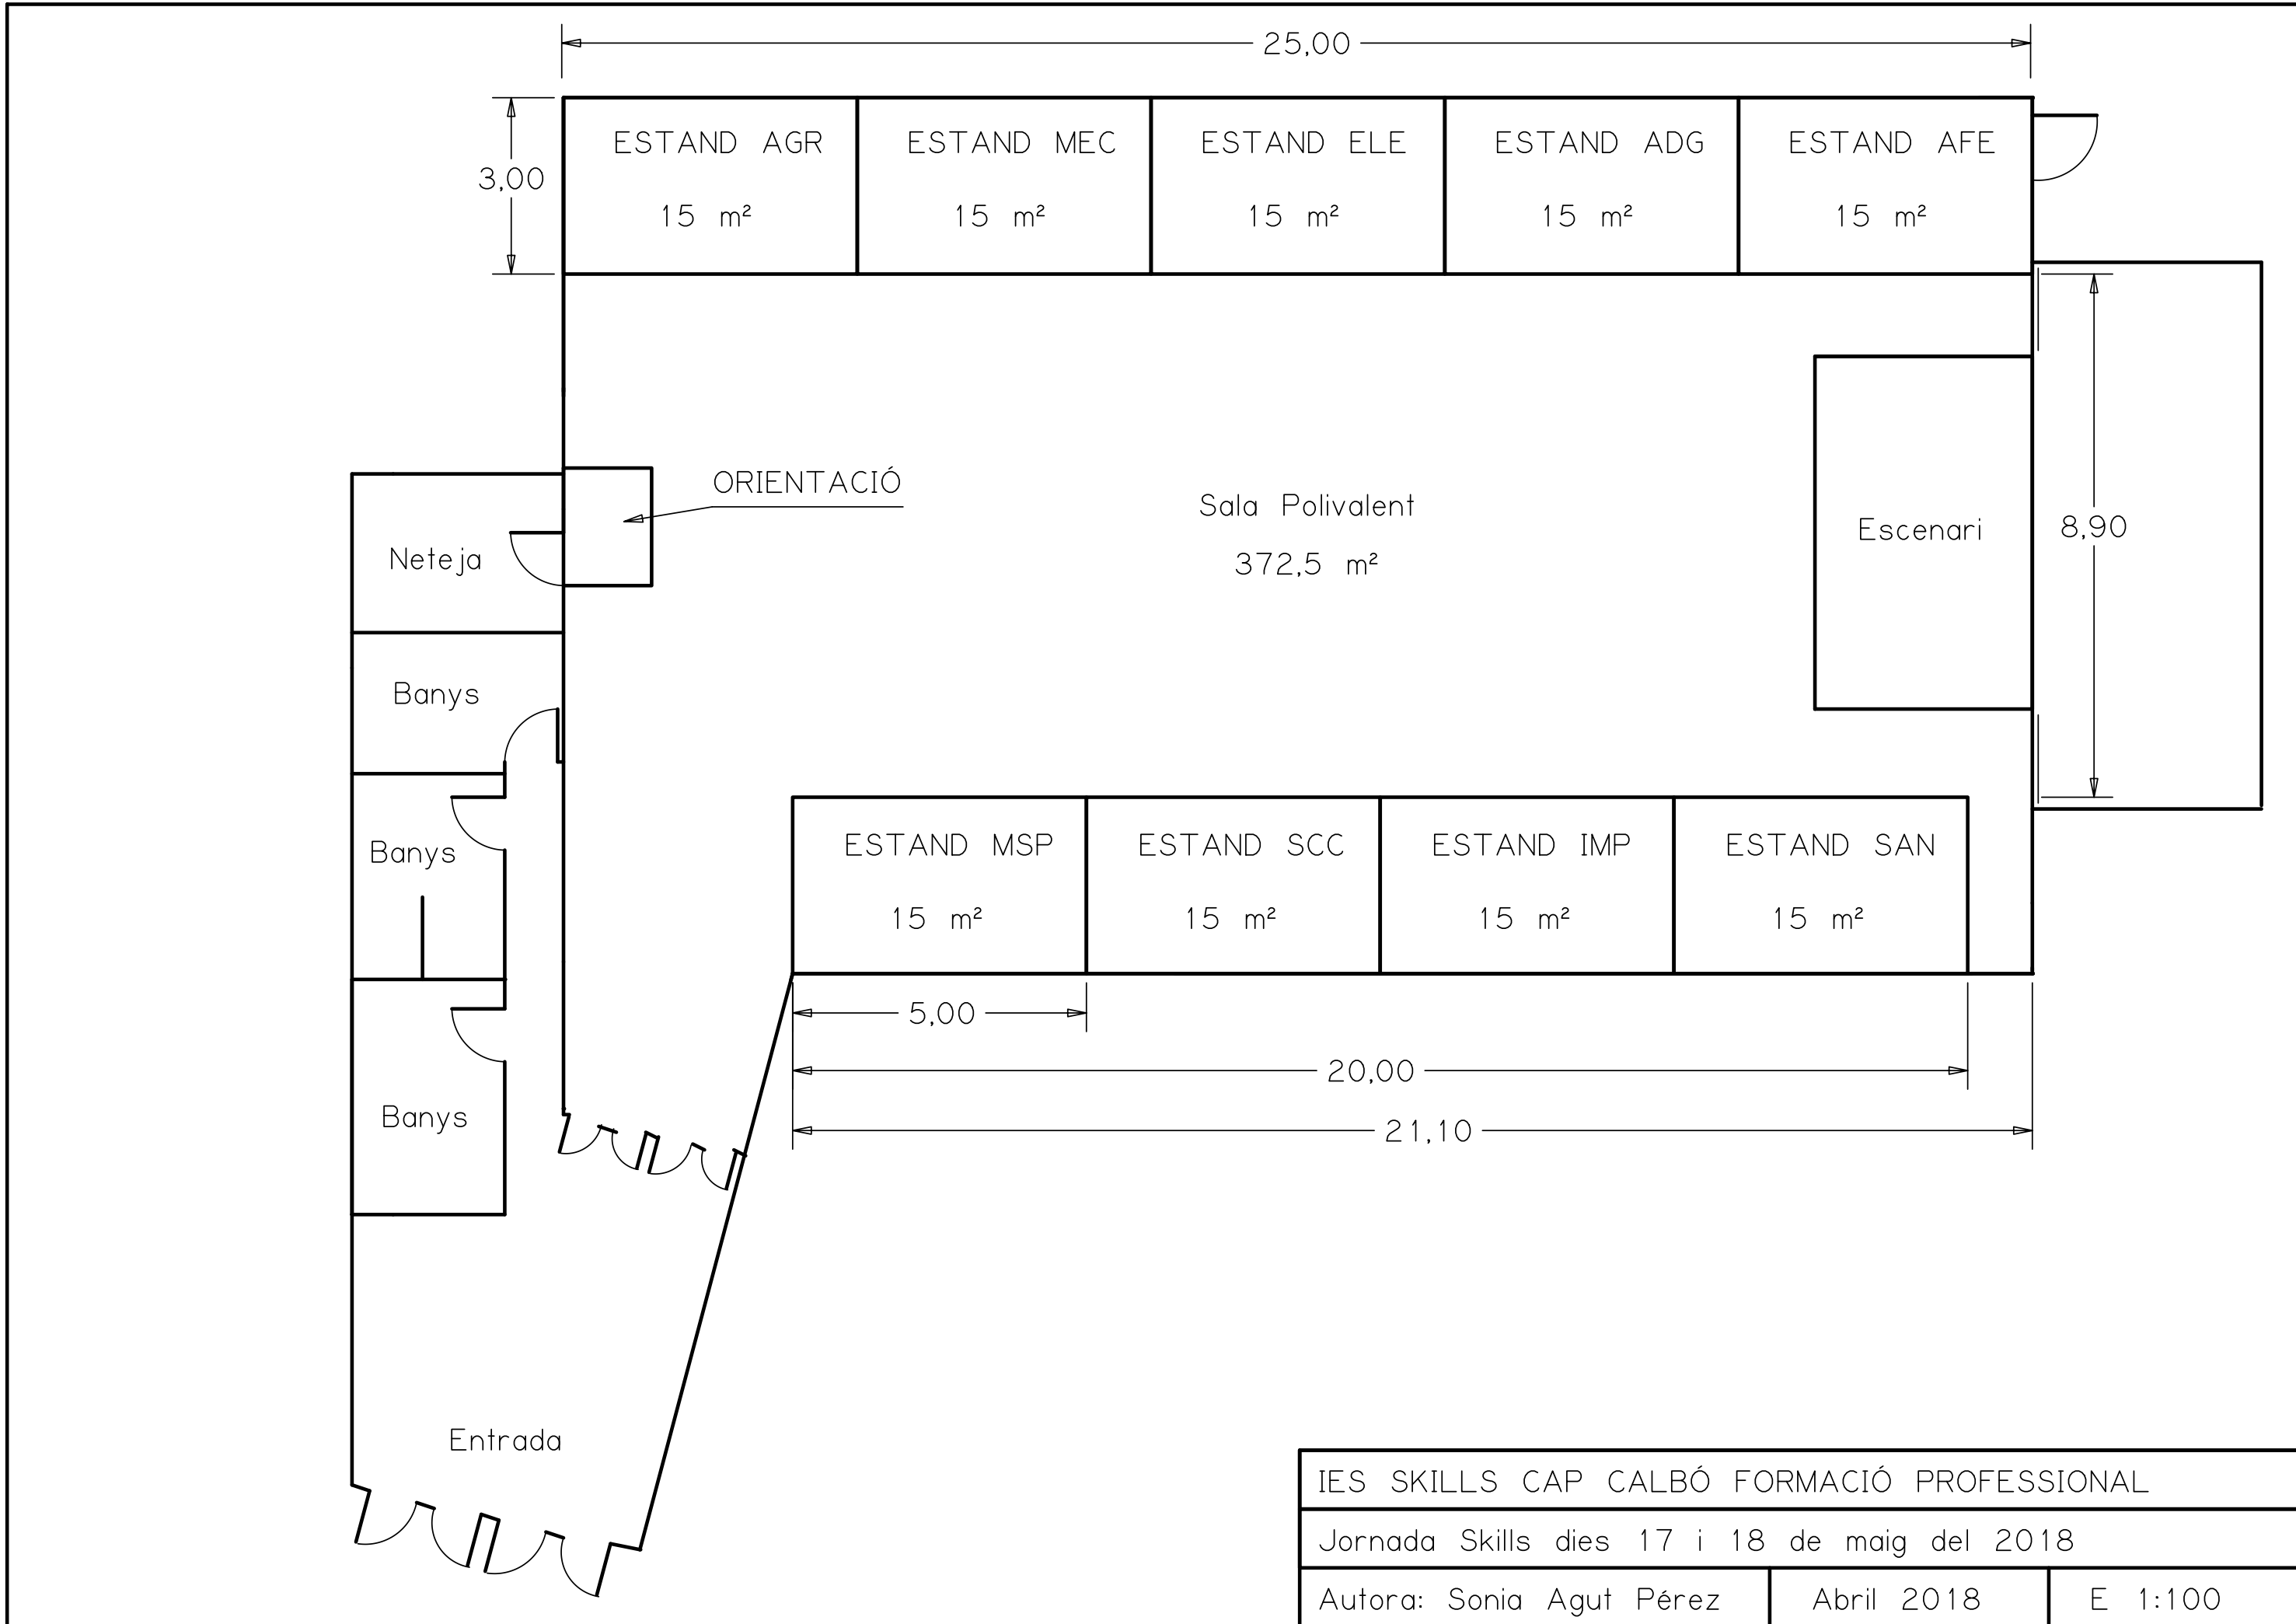 25,00
3,00
ESTAND AGR
15 m²
ESTAND MEC
15 m²
ESTAND ELE
15 m²
ESTAND ADG
15 m²
ESTAND AFE
15 m²
ORIENTACIÓ
Sala Polivalent
372,5 m²
Escenari
8,90
Neteja
Banys
Banys
Banys
ESTAND MSP
15 m²
ESTAND SCC
15 m²
ESTAND IMP
15 m²
ESTAND SAN
15 m²
5,00
20,00
21,10
Entrada
IES SKILLS CAP CALBÓ FORMACIÓ PROFESSIONAL
Jornada Skills dies 17 i 18 de maig del 2018
Autora: Sonia Agut Pérez
Abril 2018
E 1:100